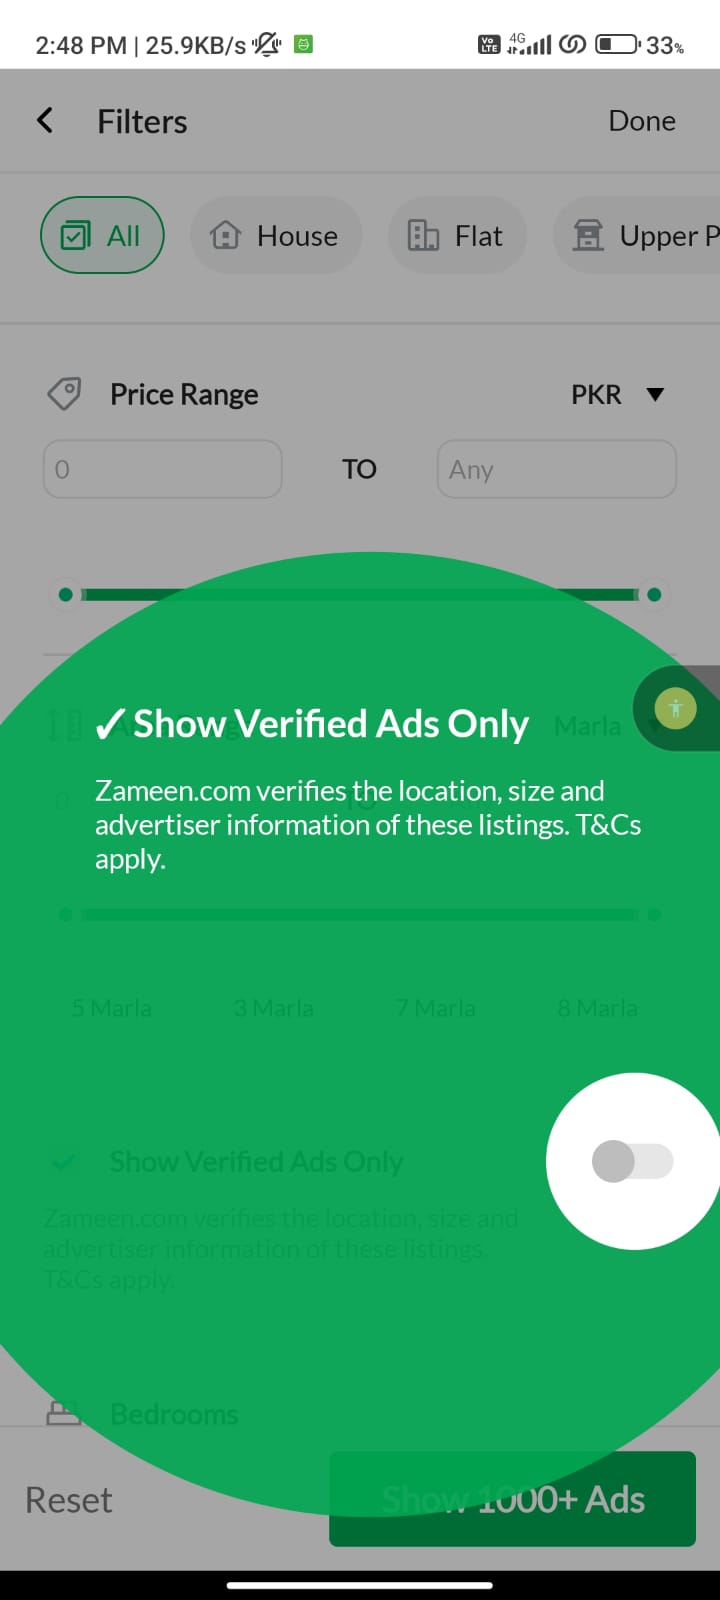 2:48 PM | 25.9KB/s
Vo LTE 4G 33%
Filters Done
All House Flat Upper P
Price Range PKR
0 TO Any
✓Show Verified Ads Only Marla
Zameen.com verifies the location, size and
advertiser information of these listings. T&Cs
apply.
5 Marla 3 Marla 7 Marla 8 Marla
Show Verified Ads Only
Zameen.com verifies the location, size and
advertiser information of these listings.
T&Cs apply.
Bedrooms
Reset Show 1000+ Ads